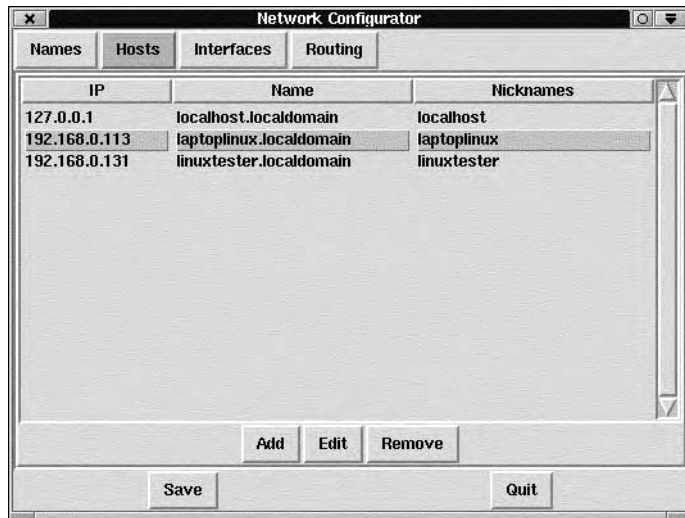 Network Configurator
Names Hosts Interfaces Routing
IP Name Nicknames
127.0.0.1 localhost.localdomain localhost
192.168.0.113 laptoplinux.localdomain laptoplinux
192.168.0.131 linuxtester.localdomain linuxtester
Add Edit Remove
Save Quit